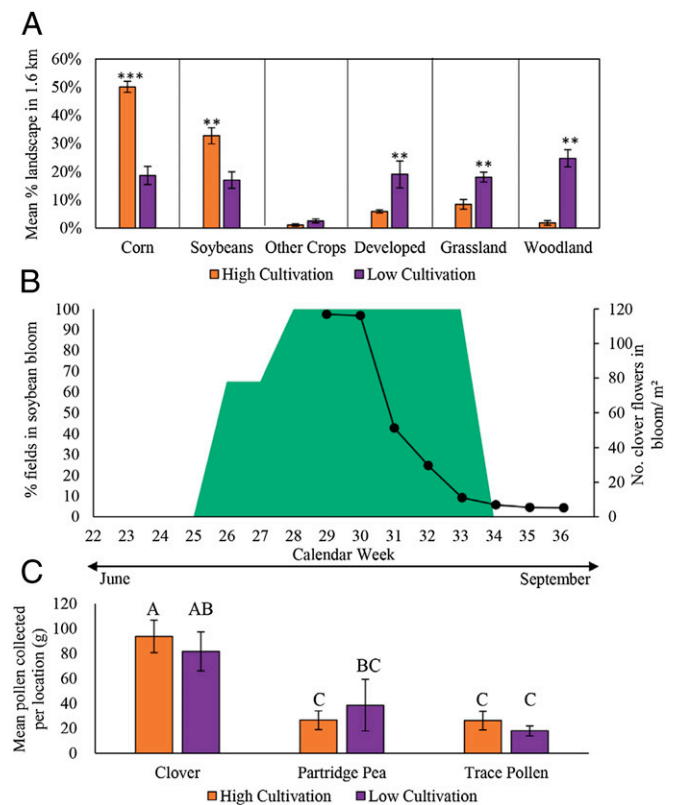 A
Mean % landscape in 1.6 km
60%
50%
40%
30%
20%
10%
0%
***
**
**
**
**
Corn
Soybeans
Other Crops
Developed
Grassland
Woodland
High Cultivation
Low Cultivation
B
% fields in soybean bloom
100
90
80
70
60
50
40
30
20
10
0
120
100
80
60
40
20
0
No. clover flowers in
bloom/ m²
22 23 24 25 26 27 28 29 30 31 32 33 34 35 36
Calendar Week
June
September
C
Mean pollen collected
per location (g)
120
100
80
60
40
20
0
A
AB
C
BC
C
C
Clover
Partridge Pea
Trace Pollen
High Cultivation
Low Cultivation